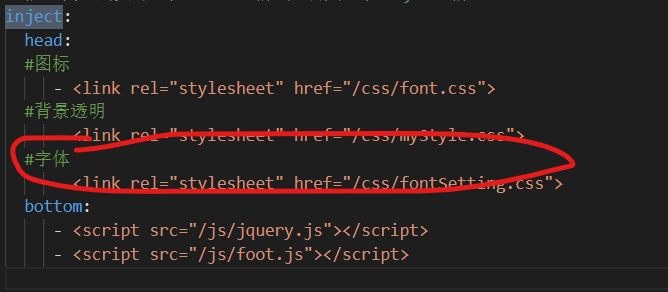 inject:
head:
#图标
- <link rel="stylesheet" href="/css/font.css">
#背景透明
<link rel="stylesheet" href="/css/myStyle.css">
#字体
<link rel="stylesheet" href="/css/fontSetting.css">
bottom:
- <script src="/js/jquery.js"></script>
- <script src="/js/foot.js"></script>